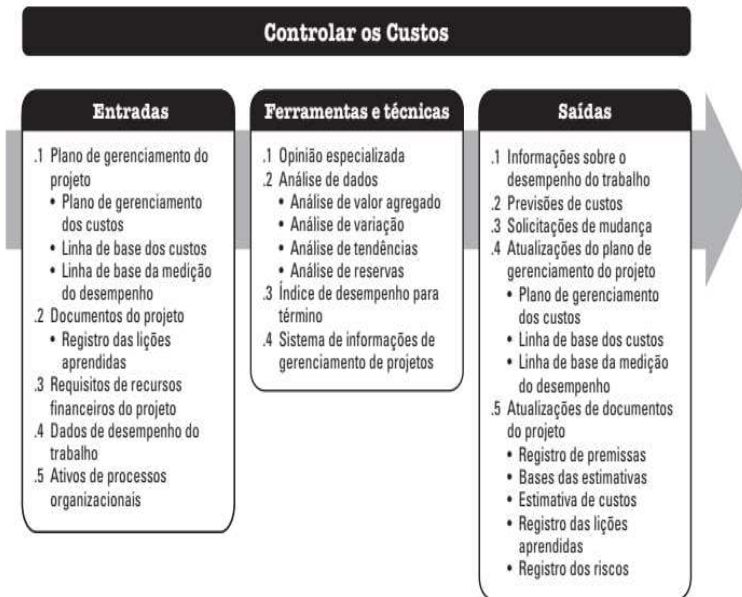 Controlar os Custos
Entradas
.1 Plano de gerenciamento do
projeto
• Plano de gerenciamento
dos custos
• Linha de base dos custos
• Linha de base da medição
do desempenho
.2 Documentos do projeto
• Registro das lições
aprendidas
.3 Requisitos de recursos
financeiros do projeto
.4 Dados de desempenho do
trabalho
.5 Ativos de processos
organizacionais
Ferramentas e técnicas
.1 Opinião especializada
.2 Análise de dados
• Análise de valor agregado
• Análise de variação
• Análise de tendências
• Análise de reservas
.3 Índice de desempenho para
término
.4 Sistema de informações de
gerenciamento de projetos
Saídas
.1 Informações sobre o
desempenho do trabalho
.2 Previsões de custos
.3 Solicitações de mudança
.4 Atualizações do plano de
gerenciamento do projeto
• Plano de gerenciamento
dos custos
• Linha de base dos custos
• Linha de base da medição
do desempenho
.5 Atualizações de documentos
do projeto
• Registro de premissas
• Bases das estimativas
• Estimativa de custos
• Registro das lições
aprendidas
• Registro dos riscos